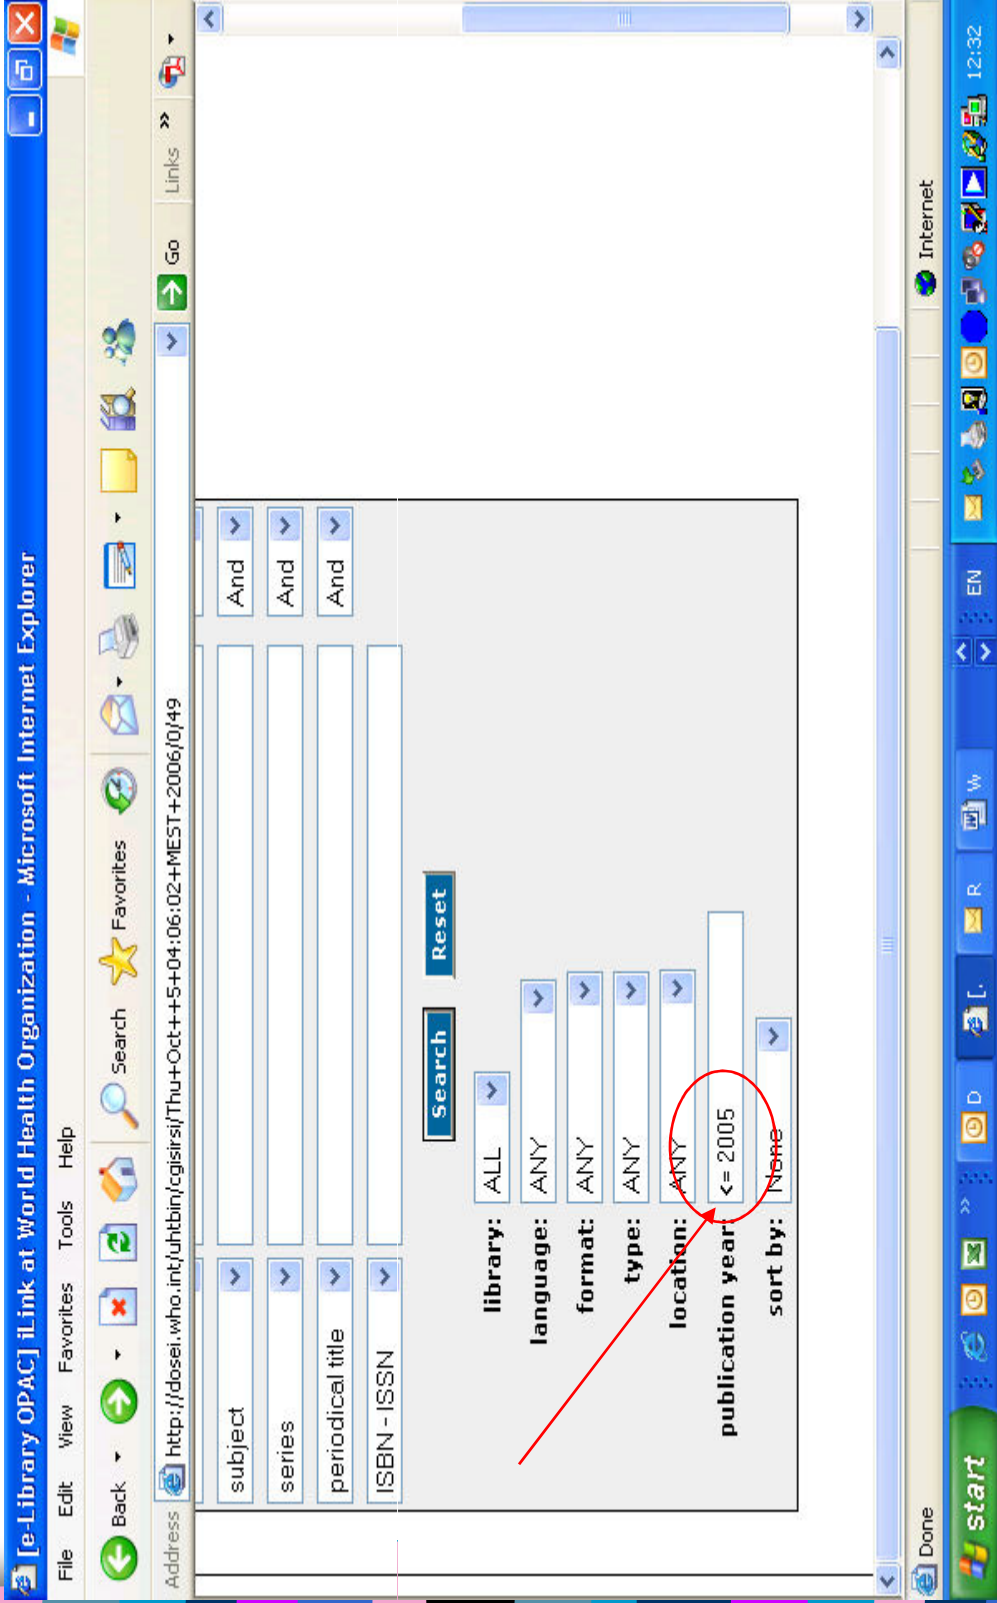 [e-Library OPAC] iLink at World Health Organization - Microsoft Internet Explorer
File Edit View Favorites Tools Help
Back Search Favorites
Address http://dosei.who.int/uhtbin/cgisirsi/Thu+Oct++5+04:06:02+MEST+2006/0/49 Go Links »
subject And
series And
periodical title And
ISBN - ISSN
Search Reset
library: ALL
language: ANY
format: ANY
type: ANY
location: ANY
publication year: <= 2005
sort by: None
Done Internet
start » D [. R W EN 12:32